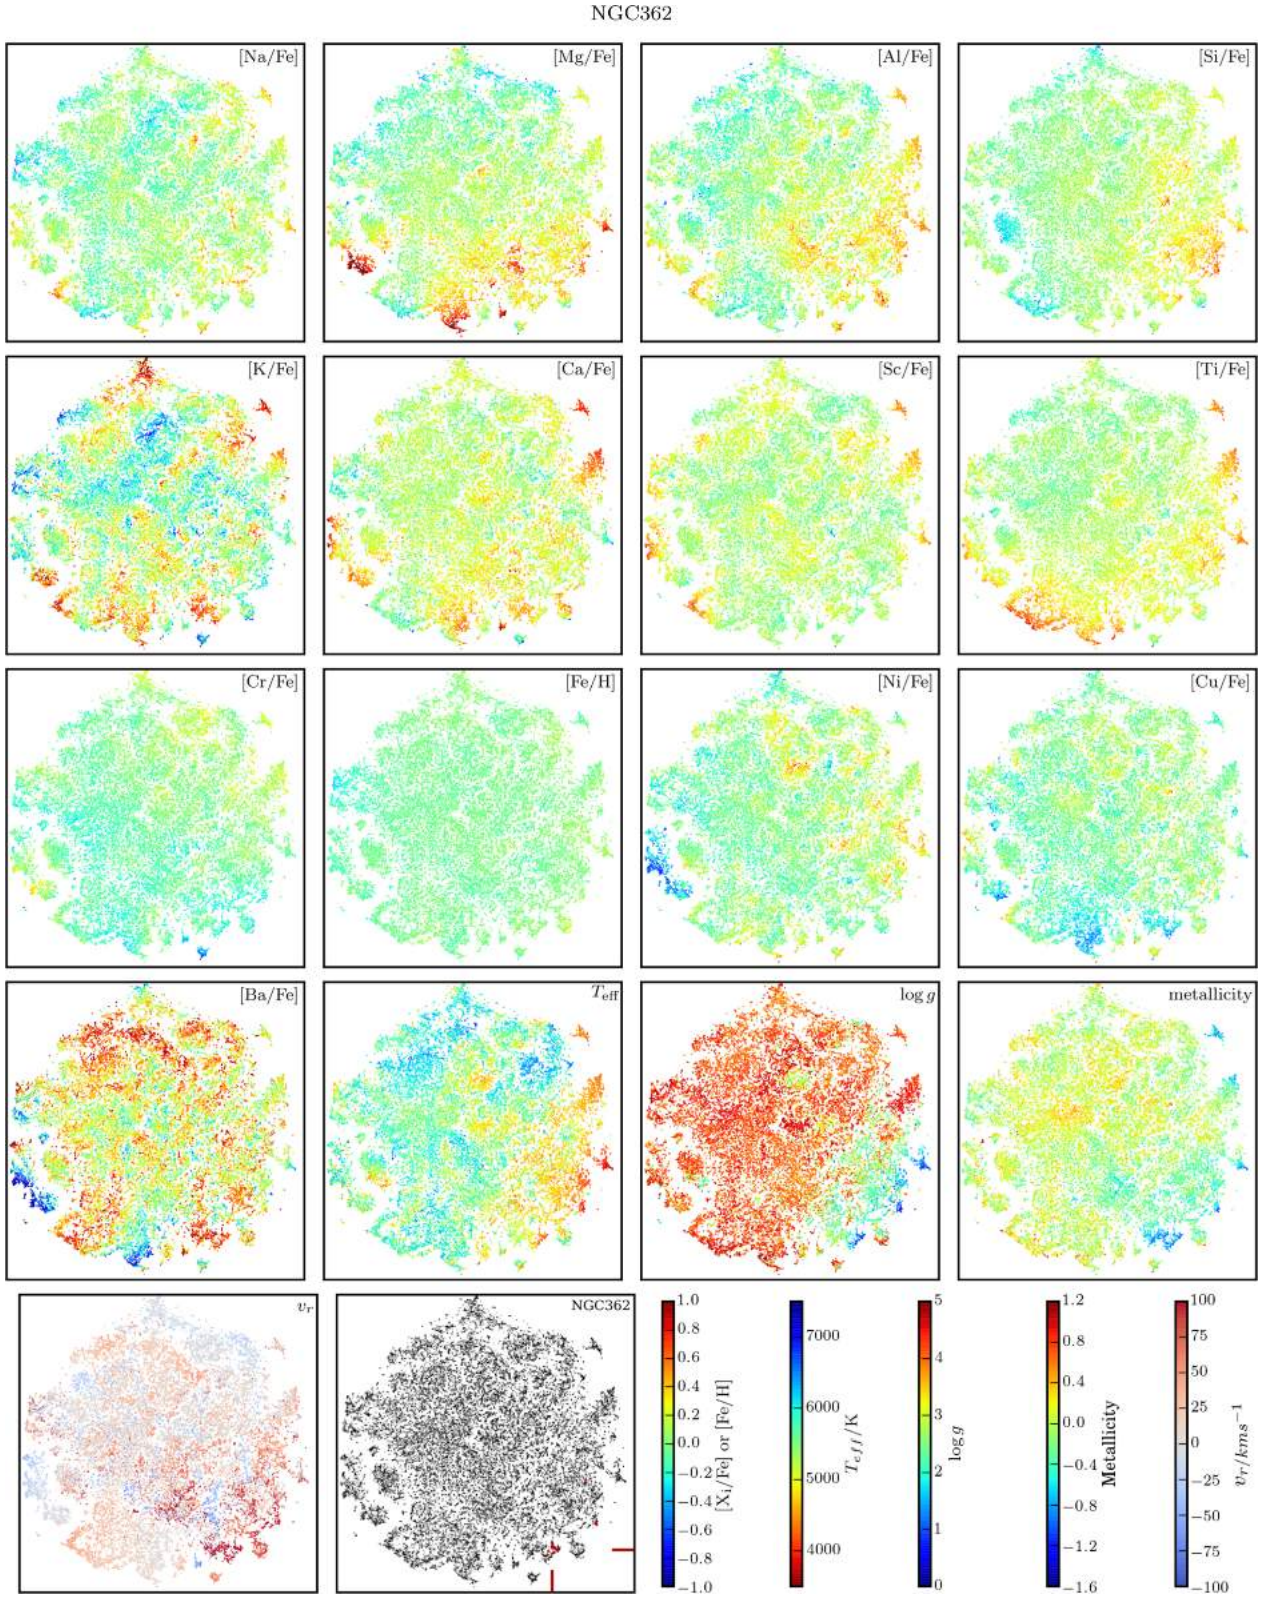 NGC362
[Na/Fe]
[Mg/Fe]
[Al/Fe]
[Si/Fe]
[K/Fe]
[Ca/Fe]
[Sc/Fe]
[Ti/Fe]
[Cr/Fe]
[Fe/H]
[Ni/Fe]
[Cu/Fe]
[Ba/Fe]
T_eff
log g
metallicity
v_r
NGC362
1.0
0.8
0.6
0.4
0.2
0.0
−0.2
−0.4
−0.6
−0.8
−1.0
[X_i/Fe] or [Fe/H]
7000
6000
5000
4000
T_eff/K
5
4
3
2
1
0
log g
1.2
0.8
0.4
0.0
−0.4
−0.8
−1.2
−1.6
Metallicity
100
75
50
25
0
−25
−50
−75
−100
v_r/kms^−1